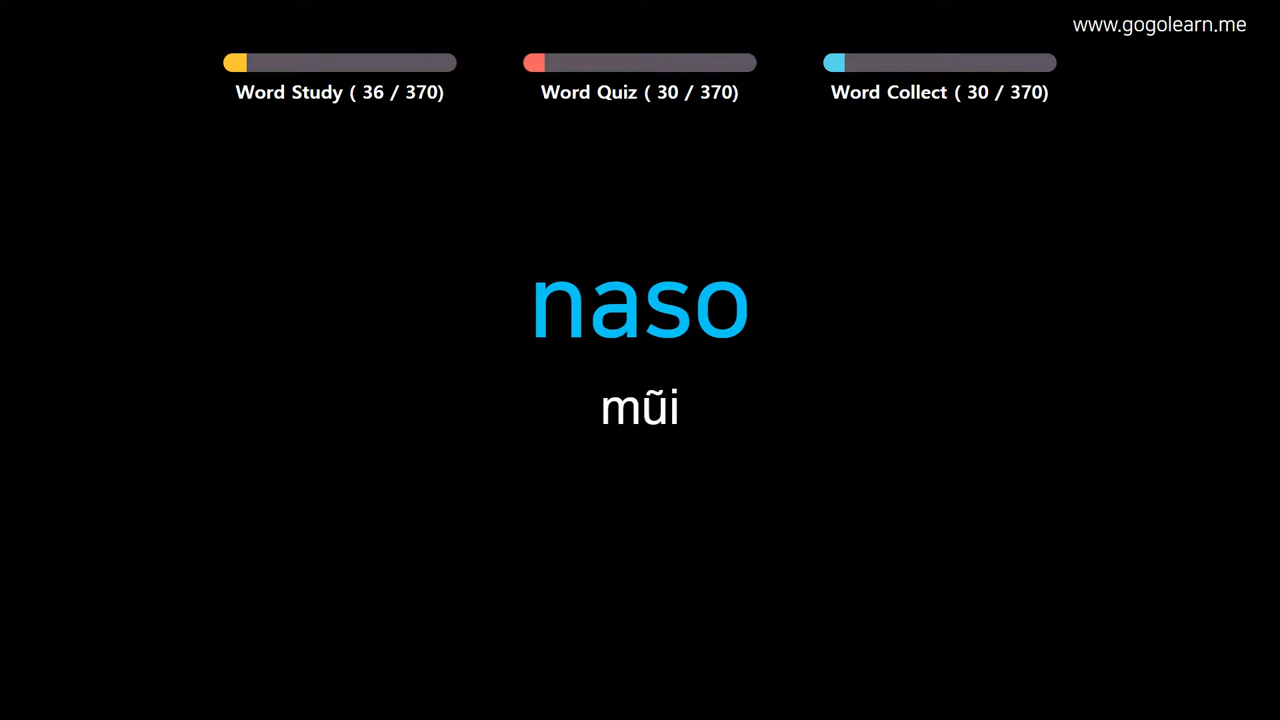 www.gogolearn.me
Word Study ( 36 / 370)
Word Quiz ( 30 / 370)
Word Collect ( 30 / 370)
naso
mũi